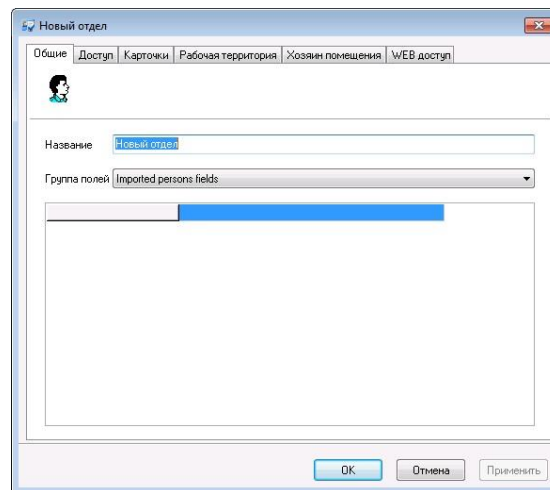 Новый отдел
Общие Доступ Карточки Рабочая территория Хозяин помещения WEB доступ
Название Новый отдел
Группа полей Imported persons fields
OK Отмена Применить